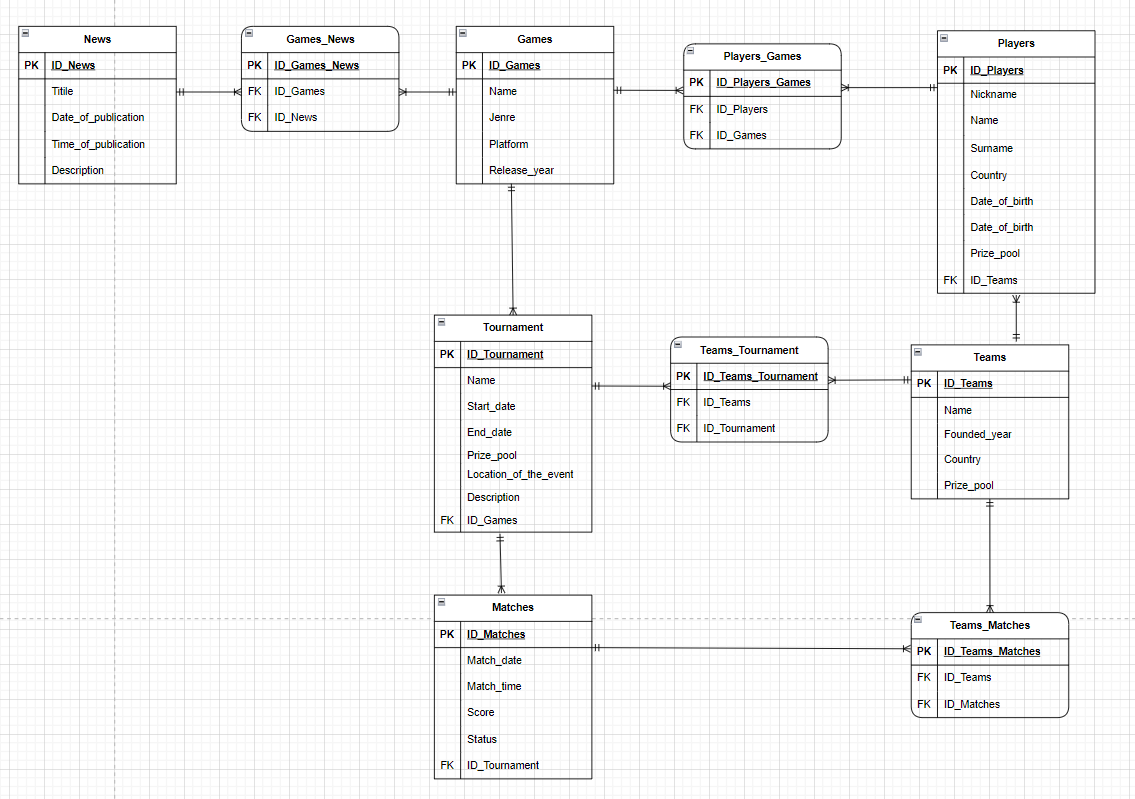 News
PK ID_News
Titile
Date_of_publication
Time_of_publication
Description
Games_News
PK ID_Games_News
FK ID_Games
FK ID_News
Games
PK ID_Games
Name
Jenre
Platform
Release_year
Players_Games
PK ID_Players_Games
FK ID_Players
FK ID_Games
Players
PK ID_Players
Nickname
Name
Surname
Country
Date_of_birth
Date_of_birth
Prize_pool
FK ID_Teams
Tournament
PK ID_Tournament
Name
Start_date
End_date
Prize_pool
Location_of_the_event
Description
FK ID_Games
Teams_Tournament
PK ID_Teams_Tournament
FK ID_Teams
FK ID_Tournament
Teams
PK ID_Teams
Name
Founded_year
Country
Prize_pool
Matches
PK ID_Matches
Match_date
Match_time
Score
Status
FK ID_Tournament
Teams_Matches
PK ID_Teams_Matches
FK ID_Teams
FK ID_Matches